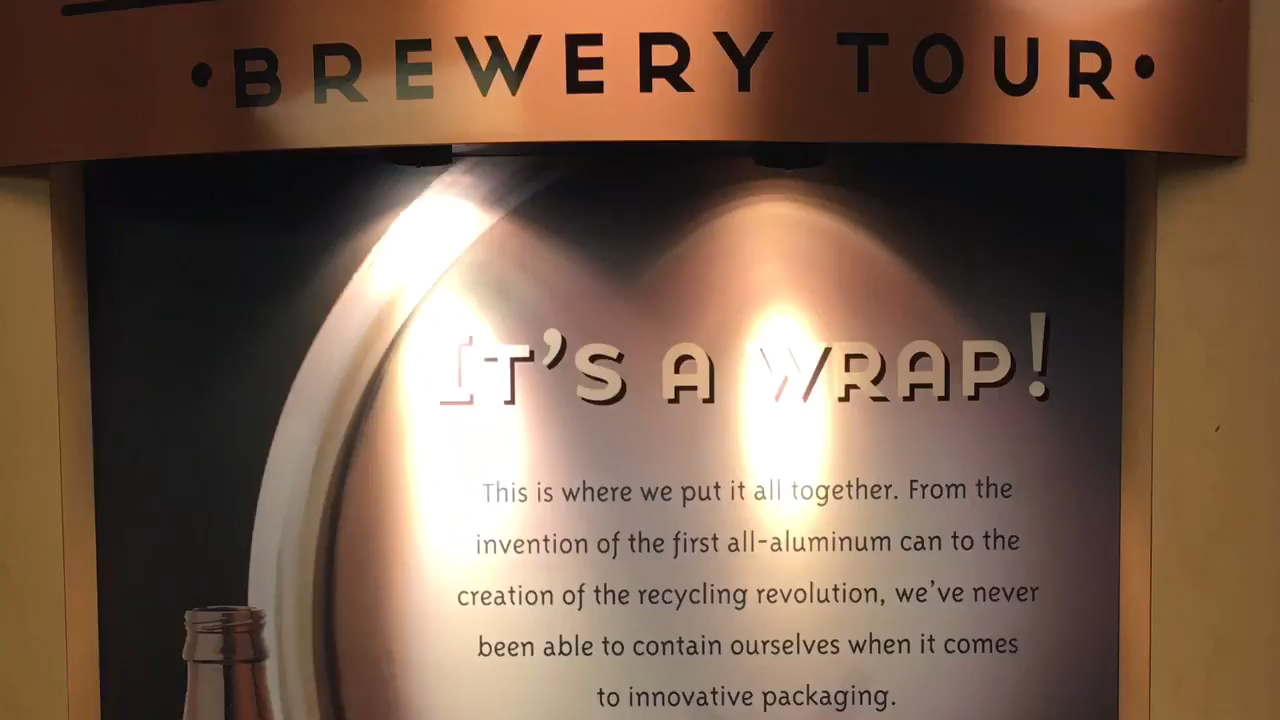 •BREWERY TOUR•
IT'S A WRAP!
This is where we put it all together. From the
invention of the first all-aluminum can to the
creation of the recycling revolution, we've never
been able to contain ourselves when it comes
to innovative packaging.